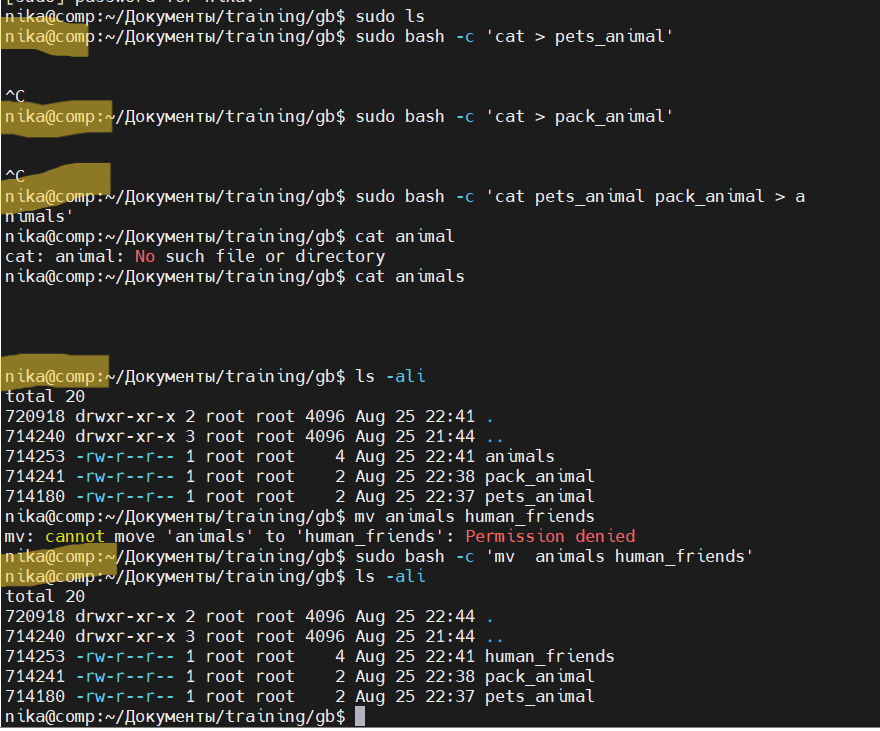 [sudo] password for nika:
nika@comp:~/Документы/training/gb$ sudo ls
nika@comp:~/Документы/training/gb$ sudo bash -c 'cat > pets_animal'
^C
nika@comp:~/Документы/training/gb$ sudo bash -c 'cat > pack_animal'
^C
nika@comp:~/Документы/training/gb$ sudo bash -c 'cat pets_animal pack_animal > a
nimals'
nika@comp:~/Документы/training/gb$ cat animal
cat: animal: No such file or directory
nika@comp:~/Документы/training/gb$ cat animals
nika@comp:~/Документы/training/gb$ ls -ali
total 20
720918 drwxr-xr-x 2 root root 4096 Aug 25 22:41 .
714240 drwxr-xr-x 3 root root 4096 Aug 25 21:44 ..
714253 -rw-r--r-- 1 root root    4 Aug 25 22:41 animals
714241 -rw-r--r-- 1 root root    2 Aug 25 22:38 pack_animal
714180 -rw-r--r-- 1 root root    2 Aug 25 22:37 pets_animal
nika@comp:~/Документы/training/gb$ mv animals human_friends
mv: cannot move 'animals' to 'human_friends': Permission denied
nika@comp:~/Документы/training/gb$ sudo bash -c 'mv  animals human_friends'
nika@comp:~/Документы/training/gb$ ls -ali
total 20
720918 drwxr-xr-x 2 root root 4096 Aug 25 22:44 .
714240 drwxr-xr-x 3 root root 4096 Aug 25 21:44 ..
714253 -rw-r--r-- 1 root root    4 Aug 25 22:41 human_friends
714241 -rw-r--r-- 1 root root    2 Aug 25 22:38 pack_animal
714180 -rw-r--r-- 1 root root    2 Aug 25 22:37 pets_animal
nika@comp:~/Документы/training/gb$